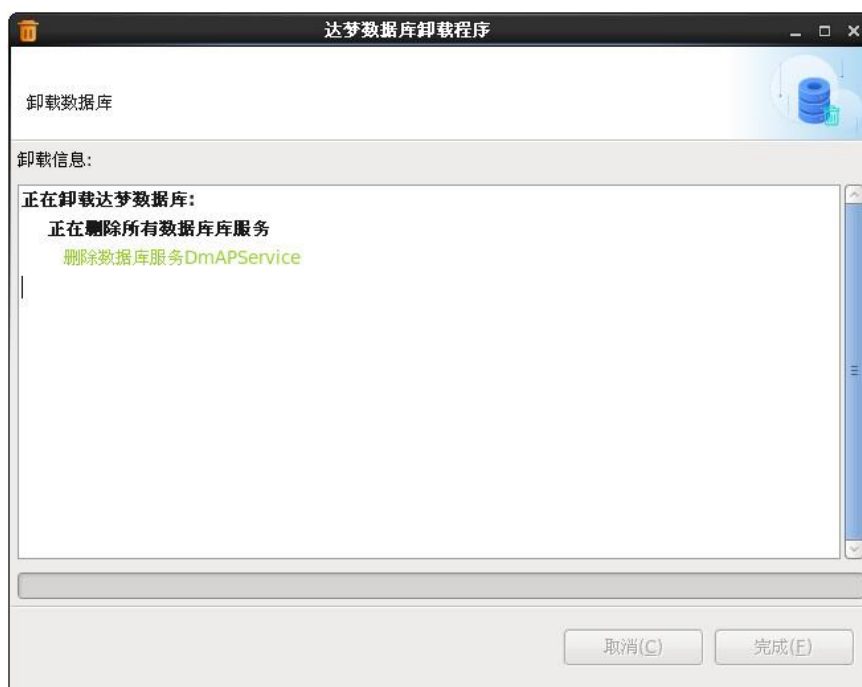 达梦数据库卸载程序
卸载数据库
卸载信息:
正在卸载达梦数据库:
正在删除所有数据库库服务
删除数据库服务DmAPService
取消(C)
完成(F)